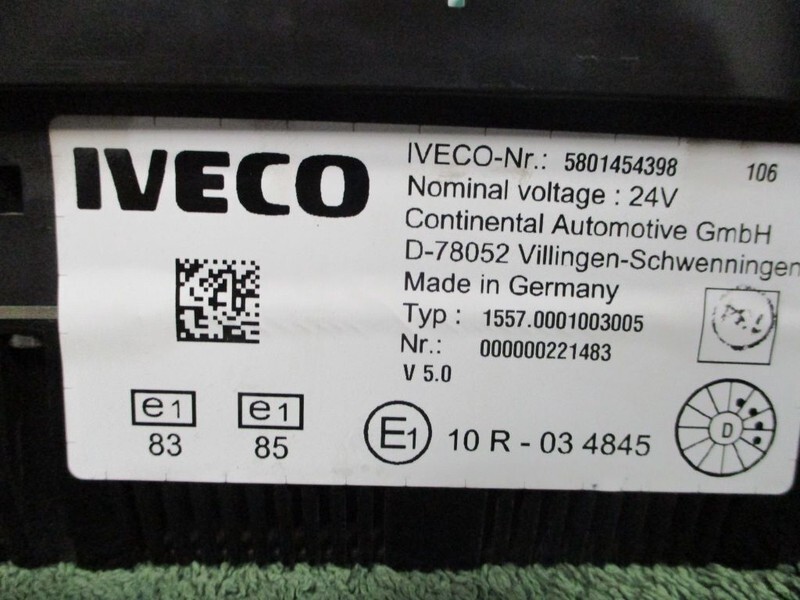 IVECO
IVECO-Nr.: 5801454398 106
Nominal voltage : 24V
Continental Automotive GmbH
D-78052 Villingen-Schwenningen
Made in Germany
Typ : 1557.0001003005
Nr.: 000000221483
V 5.0
e1 e1
83 85
E1 10 R - 03 4845
D